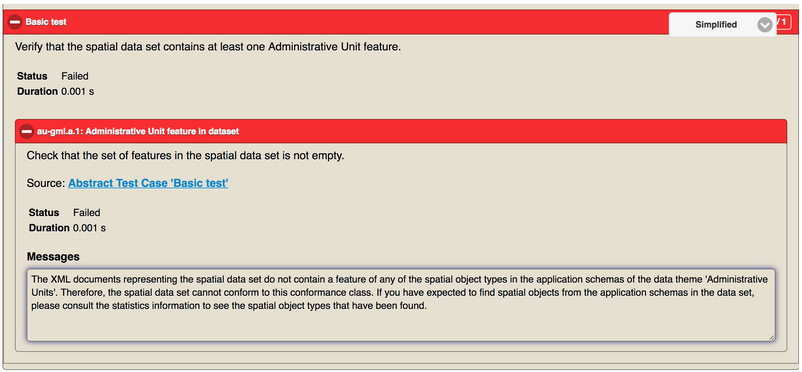 Basic test
Simplified
/ 1
Verify that the spatial data set contains at least one Administrative Unit feature.
Status Failed
Duration 0.001 s
au-gml.a.1: Administrative Unit feature in dataset
Check that the set of features in the spatial data set is not empty.
Source: Abstract Test Case 'Basic test'
Status Failed
Duration 0.001 s
Messages
The XML documents representing the spatial data set do not contain a feature of any of the spatial object types in the application schemas of the data theme 'Administrative
Units'. Therefore, the spatial data set cannot conform to this conformance class. If you have expected to find spatial objects from the application schemas in the data set,
please consult the statistics information to see the spatial object types that have been found.